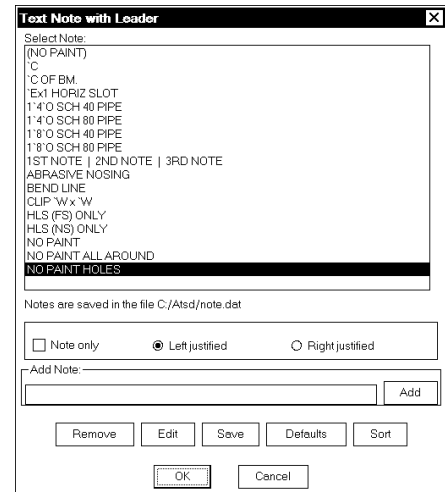 Text Note with Leader
Select Note:
(NO PAINT)
`C
`C OF BM.
`Ex1 HORIZ SLOT
1`4`O SCH 40 PIPE
1`4`O SCH 80 PIPE
1`8`O SCH 40 PIPE
1`8`O SCH 80 PIPE
1ST NOTE | 2ND NOTE | 3RD NOTE
ABRASIVE NOSING
BEND LINE
CLIP `W x `W
HLS (FS) ONLY
HLS (NS) ONLY
NO PAINT
NO PAINT ALL AROUND
NO PAINT HOLES
Notes are saved in the file C:/Atsd/note.dat
Note only Left justified Right justified
Add Note:
Add
Remove Edit Save Defaults Sort
OK Cancel